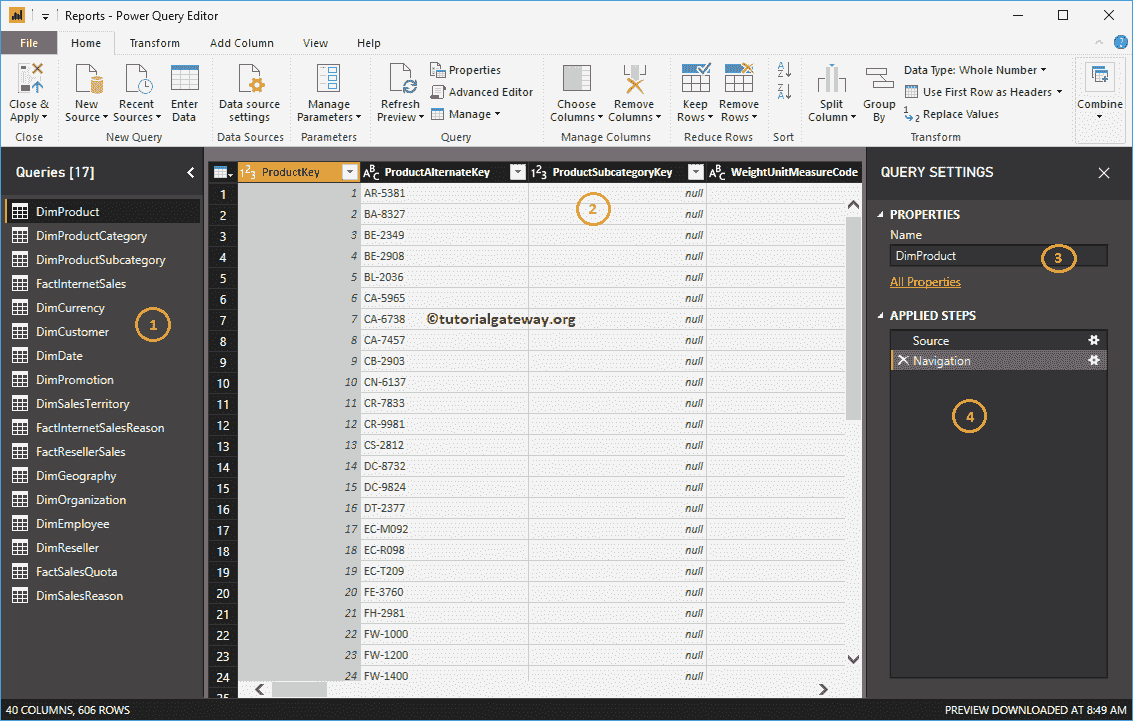 Reports - Power Query Editor
File Home Transform Add Column View Help
Close & Apply
New Source
Recent Sources
Enter Data
Data source settings
Manage Parameters
Refresh Preview
Properties
Advanced Editor
Manage
Choose Columns
Remove Columns
Keep Rows
Remove Rows
A Z
Z A
Split Column
Group By
Data Type: Whole Number
Use First Row as Headers
1 2 Replace Values
Combine
Close New Query Data Sources Parameters Query Manage Columns Reduce Rows Sort Transform
Queries [17]
DimProduct
DimProductCategory
DimProductSubcategory
FactInternetSales
DimCurrency
DimCustomer
DimDate
DimPromotion
DimSalesTerritory
FactInternetSalesReason
FactResellerSales
DimGeography
DimOrganization
DimEmployee
DimReseller
FactSalesQuota
DimSalesReason
1
123 ProductKey ABC ProductAlternateKey 123 ProductSubcategoryKey ABC WeightUnitMeasureCode
1 1 AR-5381 null
2 2 BA-8327 null
3 3 BE-2349 null
4 4 BE-2908 null
5 5 BL-2036 null
6 6 CA-5965 null
7 7 CA-6738 null
8 8 CA-7457 null
9 9 CB-2903 null
10 10 CN-6137 null
11 11 CR-7833 null
12 12 CR-9981 null
13 13 CS-2812 null
14 14 DC-8732 null
15 15 DC-9824 null
16 16 DT-2377 null
17 17 EC-M092 null
18 18 EC-R098 null
19 19 EC-T209 null
20 20 FE-3760 null
21 21 FH-2981 null
22 22 FW-1000 null
23 23 FW-1200 null
24 24 FW-1400 null
25
2
©tutorialgateway.org
QUERY SETTINGS
PROPERTIES
Name
DimProduct
3
All Properties
APPLIED STEPS
Source
Navigation
4
40 COLUMNS, 606 ROWS
PREVIEW DOWNLOADED AT 8:49 AM